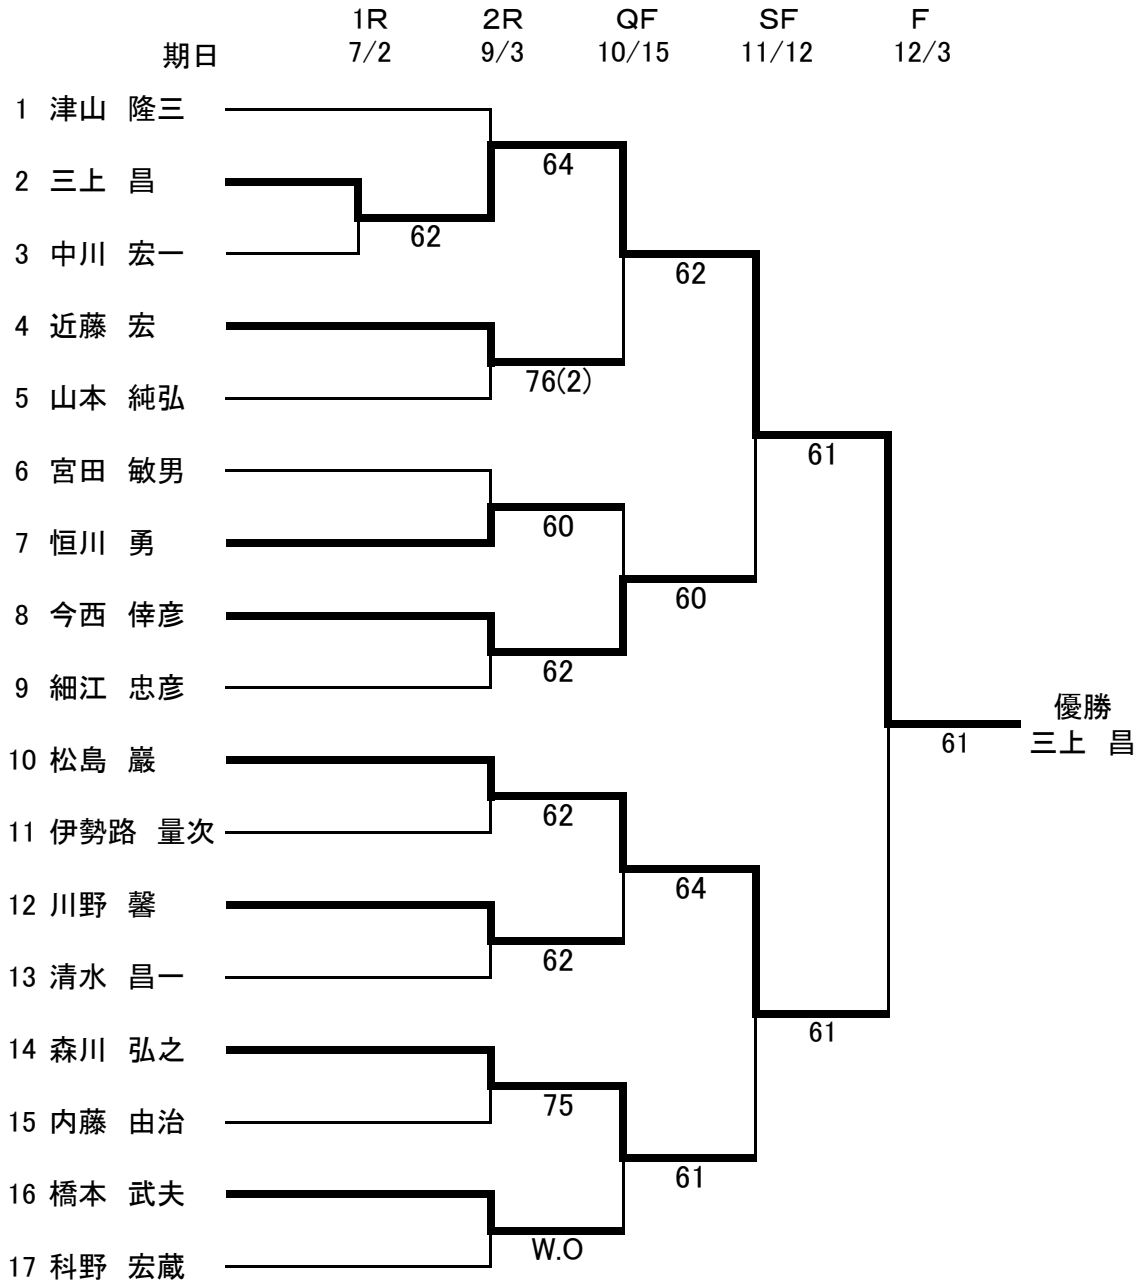 1R 2R QF SF F
期日 7/2 9/3 10/15 11/12 12/3
1 津山 隆三
64
2 三上 昌
62
3 中川 宏一
62
4 近藤 宏
76(2)
5 山本 純弘
61
6 宮田 敏男
60
7 恒川 勇
60
8 今西 倖彦
62
9 細江 忠彦
優勝
61 三上 昌
10 松島 巌
62
11 伊勢路 量次
64
12 川野 馨
62
13 清水 昌一
61
14 森川 弘之
75
15 内藤 由治
61
16 橋本 武夫
W.O
17 科野 宏蔵